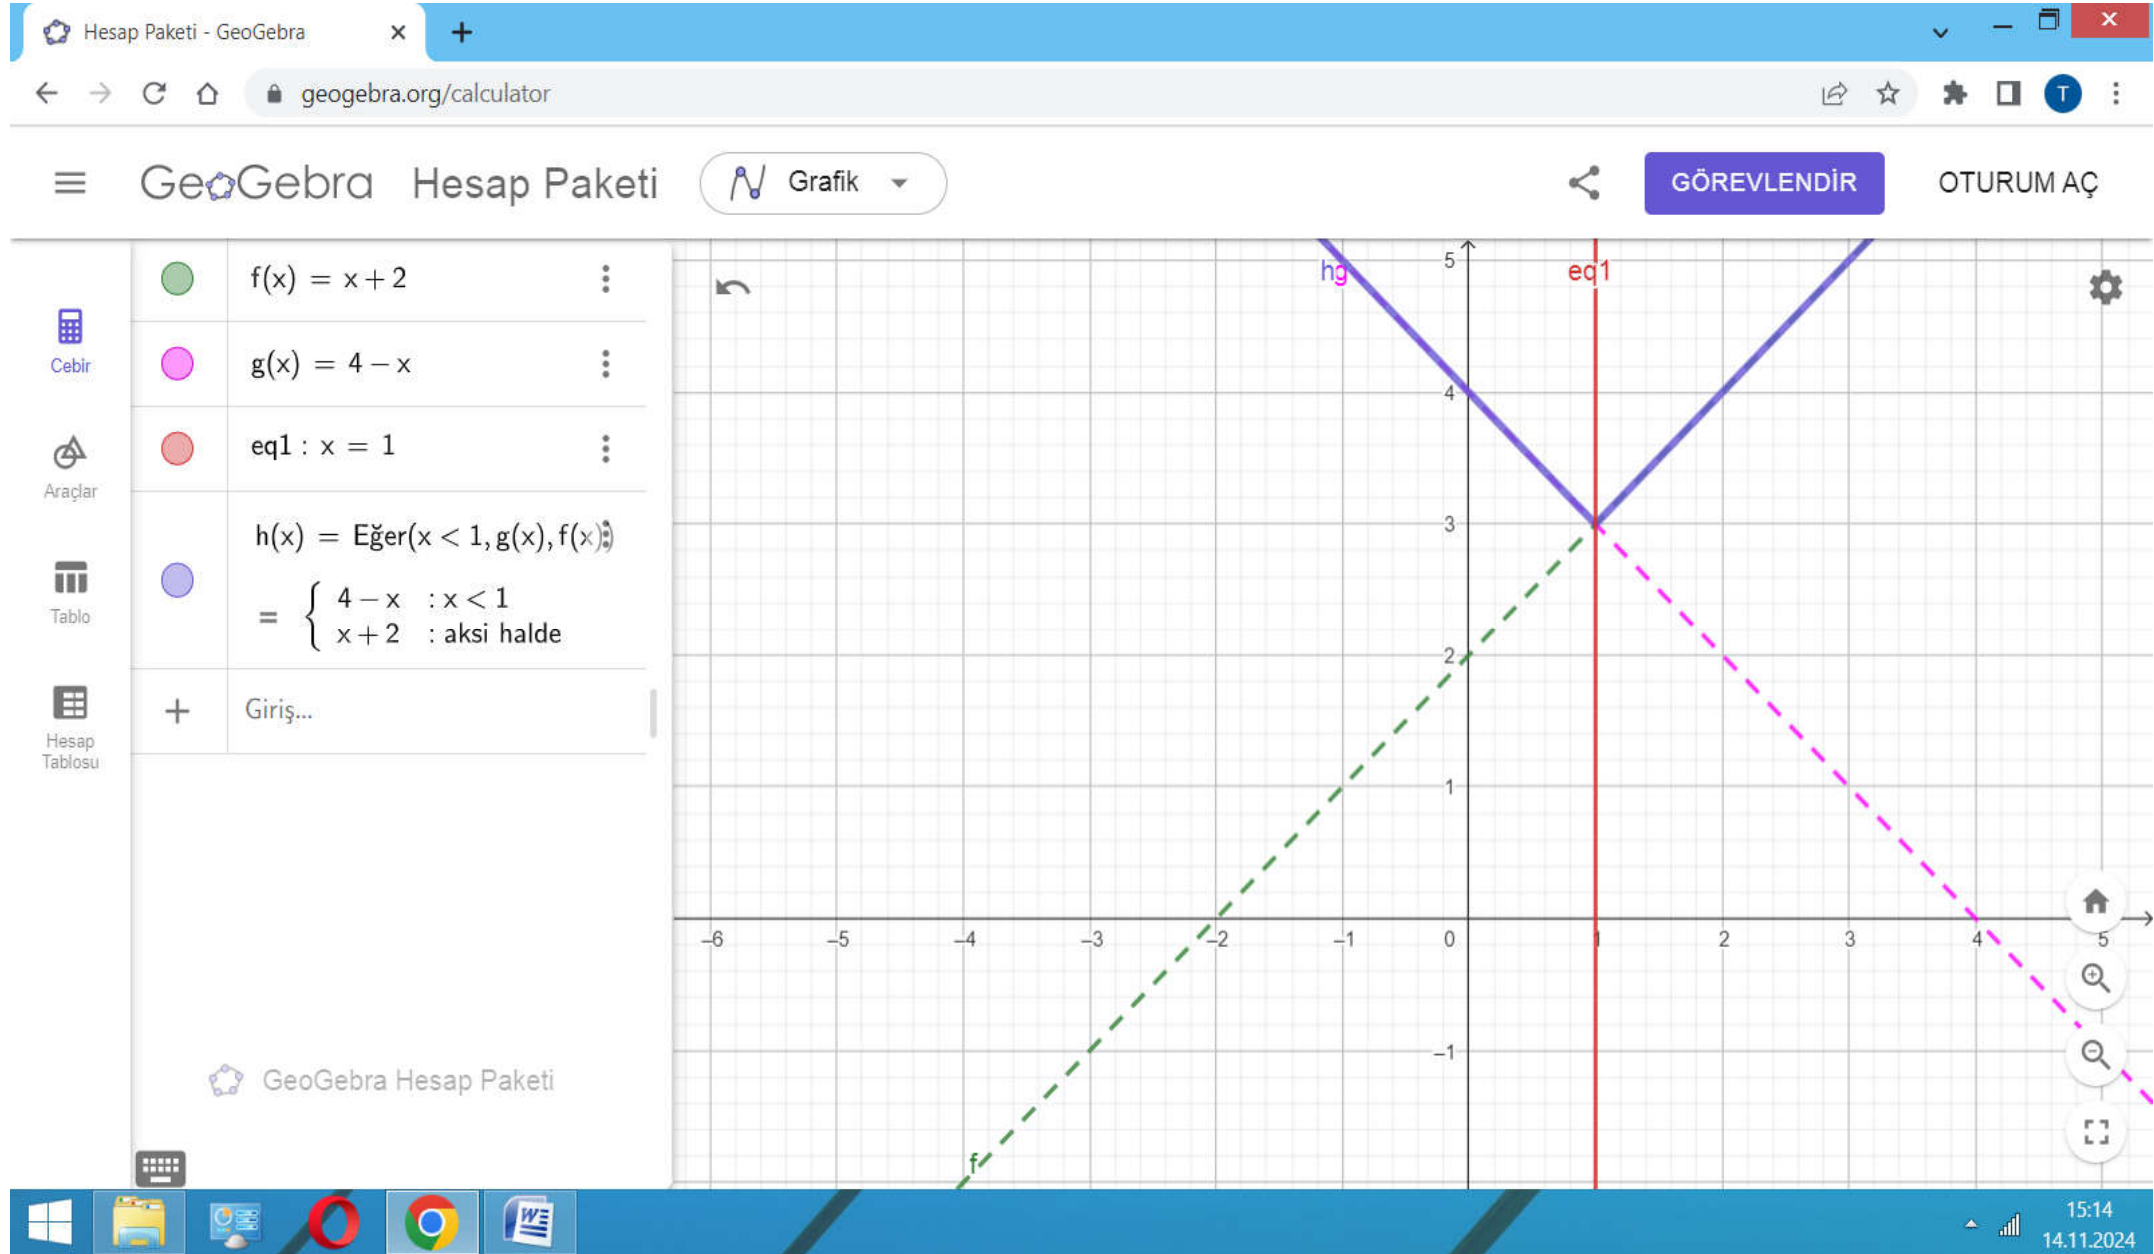 Hesap Paketi - GeoGebra
geogebra.org/calculator
T
GeoGebra Hesap Paketi
Grafik
GÖREVLENDİR
OTURUM AÇ
Cebir
Araçlar
Tablo
Hesap
Tablosu
f(x) = x + 2
g(x) = 4 − x
eq1 : x = 1
h(x) = Eğer(x < 1, g(x), f(x))
= { 4 − x : x < 1
x + 2 : aksi halde
Giriş...
GeoGebra Hesap Paketi
hg
eq1
f
5
4
3
2
1
−1
−6 −5 −4 −3 −2 −1 0 1 2 3 4 5
W
15:14
14.11.2024